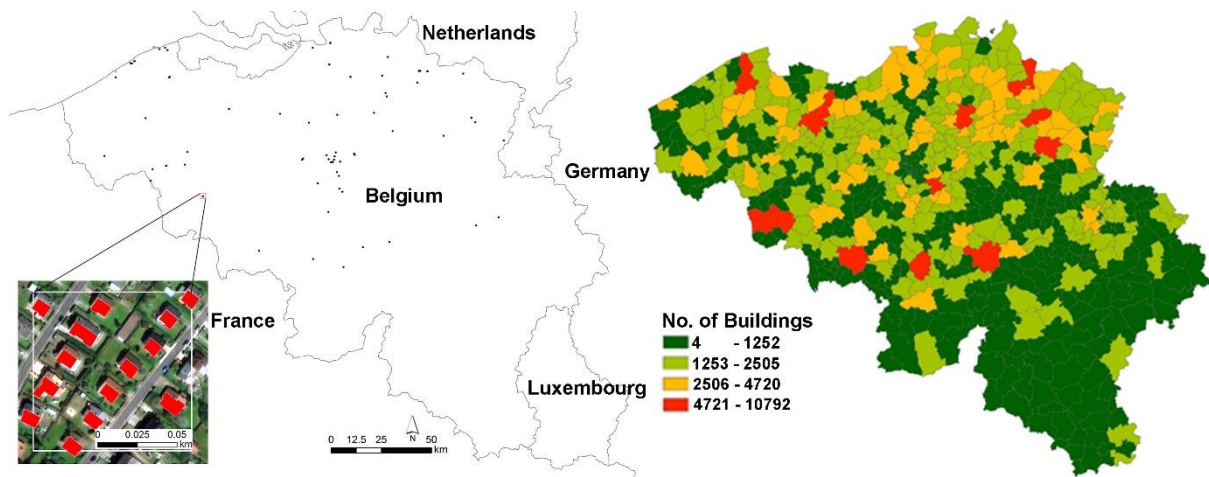 Netherlands
Germany
Belgium
France
Luxembourg
0 0.025 0.05
km
N
0 12.5 25 50
km
No. of Buildings
4 - 1252
1253 - 2505
2506 - 4720
4721 - 10792